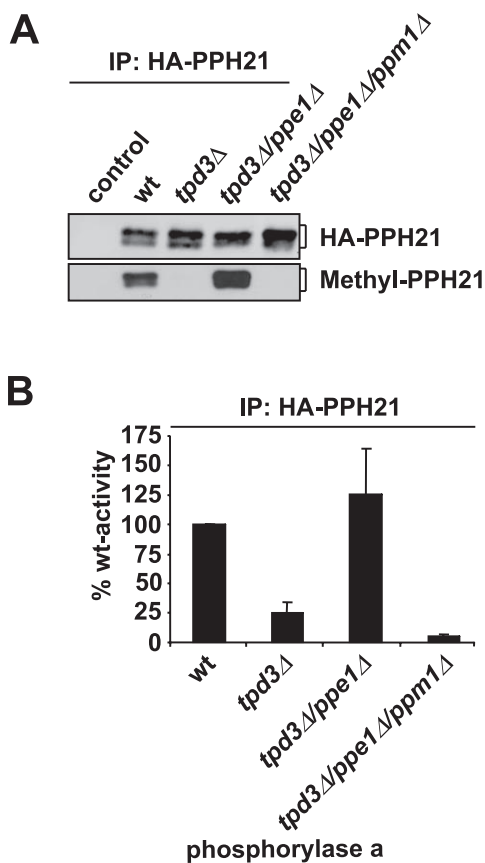 A
IP: HA-PPH21
control
wt
tpd3Δ
tpd3Δ/ppe1Δ
tpd3Δ/ppe1Δ/ppm1Δ
HA-PPH21
Methyl-PPH21
B
IP: HA-PPH21
% wt-activity
175
150
125
100
75
50
25
0
wt
tpd3Δ
tpd3Δ/ppe1Δ
tpd3Δ/ppe1Δ/ppm1Δ
phosphorylase a